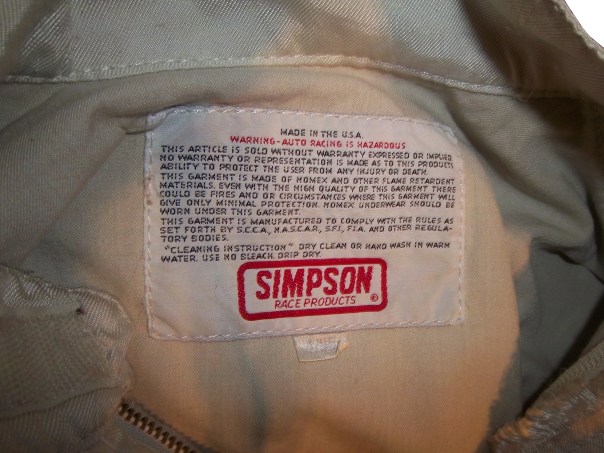 MADE IN THE U.S.A.
WARNING-AUTO RACING IS HAZARDOUS
THIS ARTICLE IS SOLD WITHOUT WARRANTY EXPRESSED OR IMPLIED
NO WARRANTY OR REPRESENTATION IS MADE AS TO THIS PRODUCTS
ABILITY TO PROTECT THE USER FROM ANY INJURY OR DEATH.
THIS GARMENT IS MADE OF NOMEX AND OTHER FLAME RETARDENT
MATERIALS. EVEN WITH THE HIGH QUALITY OF THIS GARMENT THERE
COULD BE FIRES AND OR CIRCUMSTANCES WHERE THIS GARMENT WILL
GIVE ONLY MINIMAL PROTECTION. NOMEX UNDERWEAR SHOULD BE
WORN UNDER THIS GARMENT.
THIS GARMENT IS MANUFACTURED TO COMPLY WITH THE RULES AS
SET FORTH BY S.C.C.A., N.A.S.C.A.R., S.F.I., F.I.A. AND OTHER REGULA-
TORY BODIES.
"CLEANING INSTRUCTION" DRY CLEAN OR HAND WASH IN WARM
WATER. USE NO BLEACH. DRIP DRY.
SIMPSON
RACE PRODUCTS ®